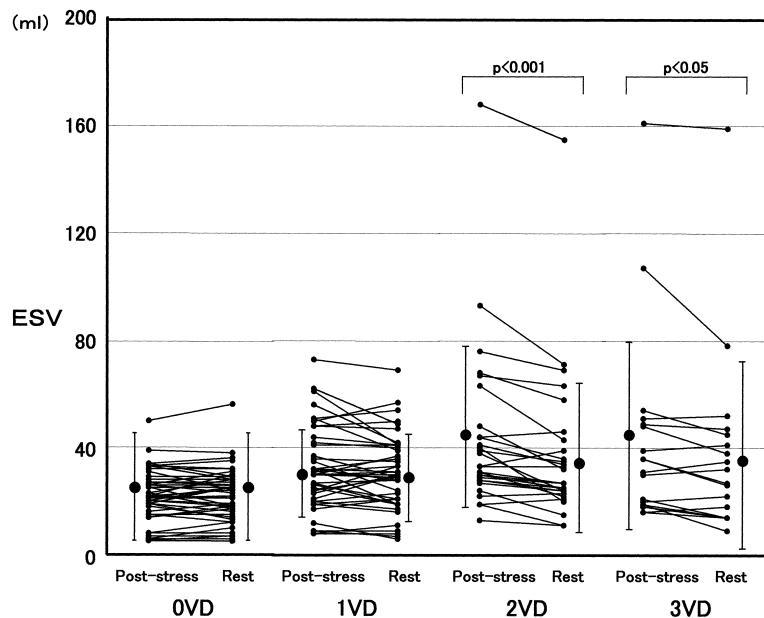 (ml)
200
p<0.001
p<0.05
160
120
ESV
80
40
0
Post-stress Rest Post-stress Rest Post-stress Rest Post-stress Rest
0VD 1VD 2VD 3VD